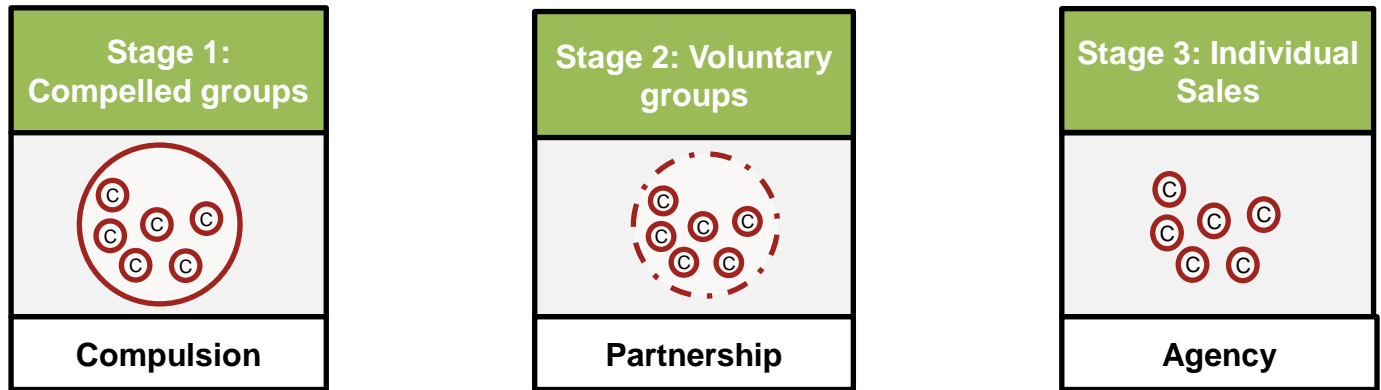 Stage 1:
Compelled groups
C
C
C
C
C
C
Compulsion
Stage 2: Voluntary
groups
C
C
C
C
C
C
Partnership
Stage 3: Individual
Sales
C
C
C
C
C
C
Agency